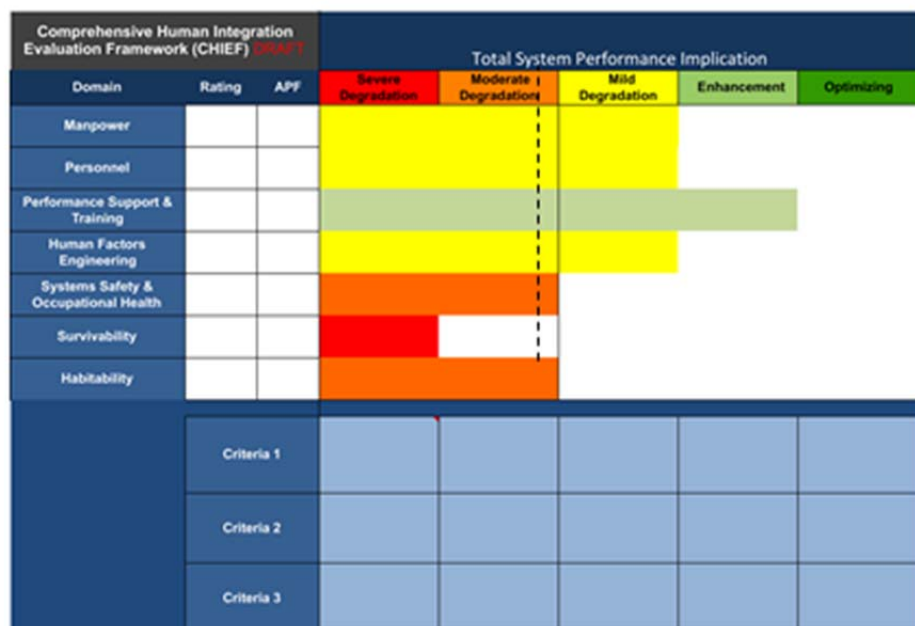 Comprehensive Human Integration
Evaluation Framework (CHIEF) DRAFT
Total System Performance Implication
Domain Rating APF Severe Degradation Moderate Degradation Mild Degradation Enhancement Optimizing
Manpower
Personnel
Performance Support &
Training
Human Factors
Engineering
Systems Safety &
Occupational Health
Survivability
Habitability
Criteria 1
Criteria 2
Criteria 3